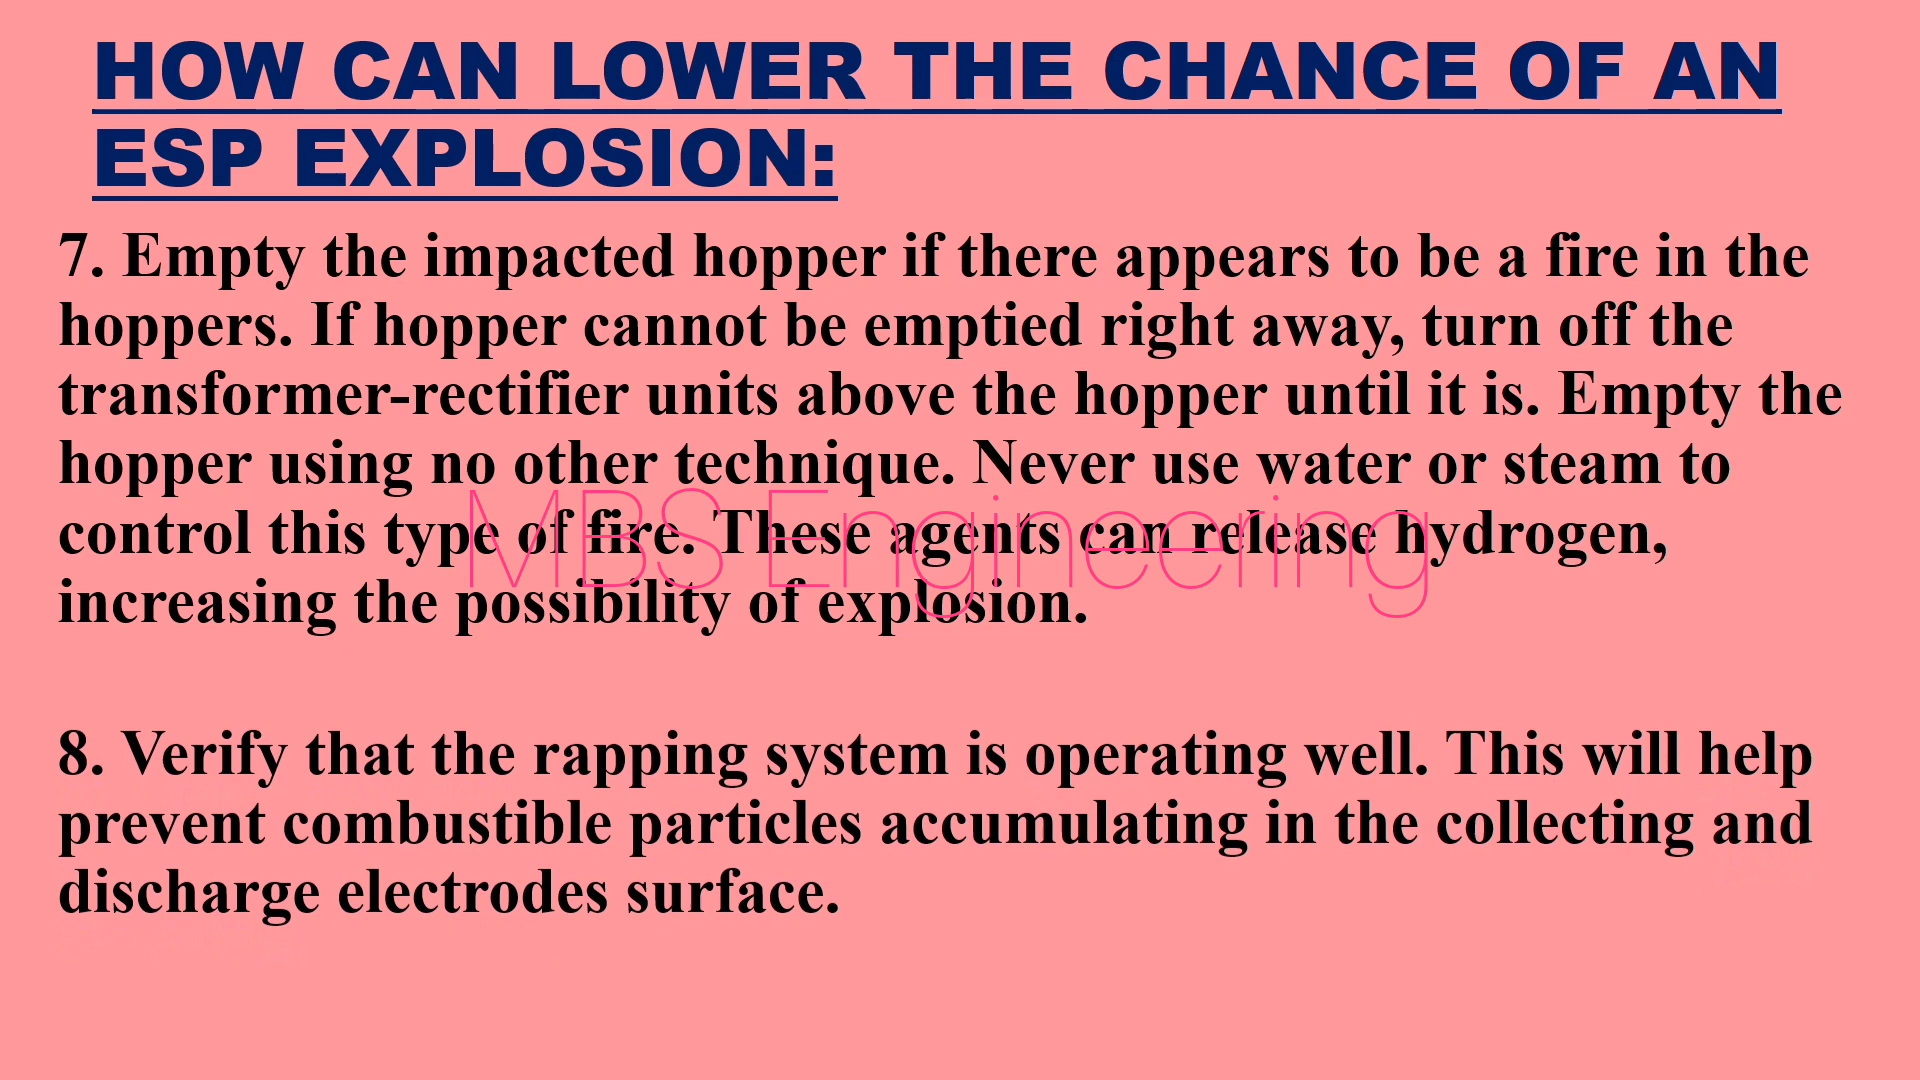 HOW CAN LOWER THE CHANCE OF AN
ESP EXPLOSION:
7. Empty the impacted hopper if there appears to be a fire in the
hoppers. If hopper cannot be emptied right away, turn off the
transformer-rectifier units above the hopper until it is. Empty the
hopper using no other technique. Never use water or steam to
control this type of fire. These agents can release hydrogen,
increasing the possibility of explosion.
MBS Engineering
8. Verify that the rapping system is operating well. This will help
prevent combustible particles accumulating in the collecting and
discharge electrodes surface.